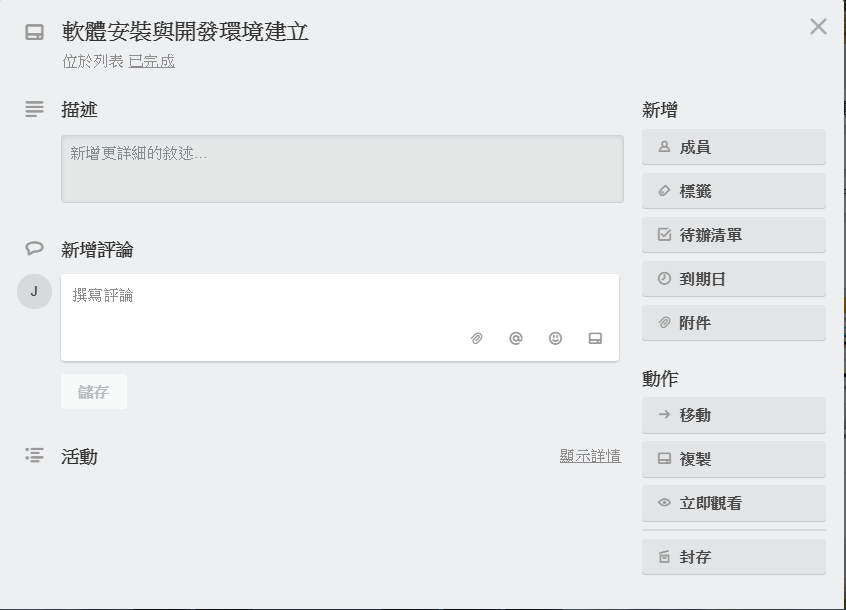 軟體安裝與開發環境建立
位於列表 已完成
描述
新增更詳細的敘述...
新增評論
J
撰寫評論
儲存
活動
顯示詳情
新增
成員
標籤
待辦清單
到期日
附件
動作
移動
複製
立即觀看
封存